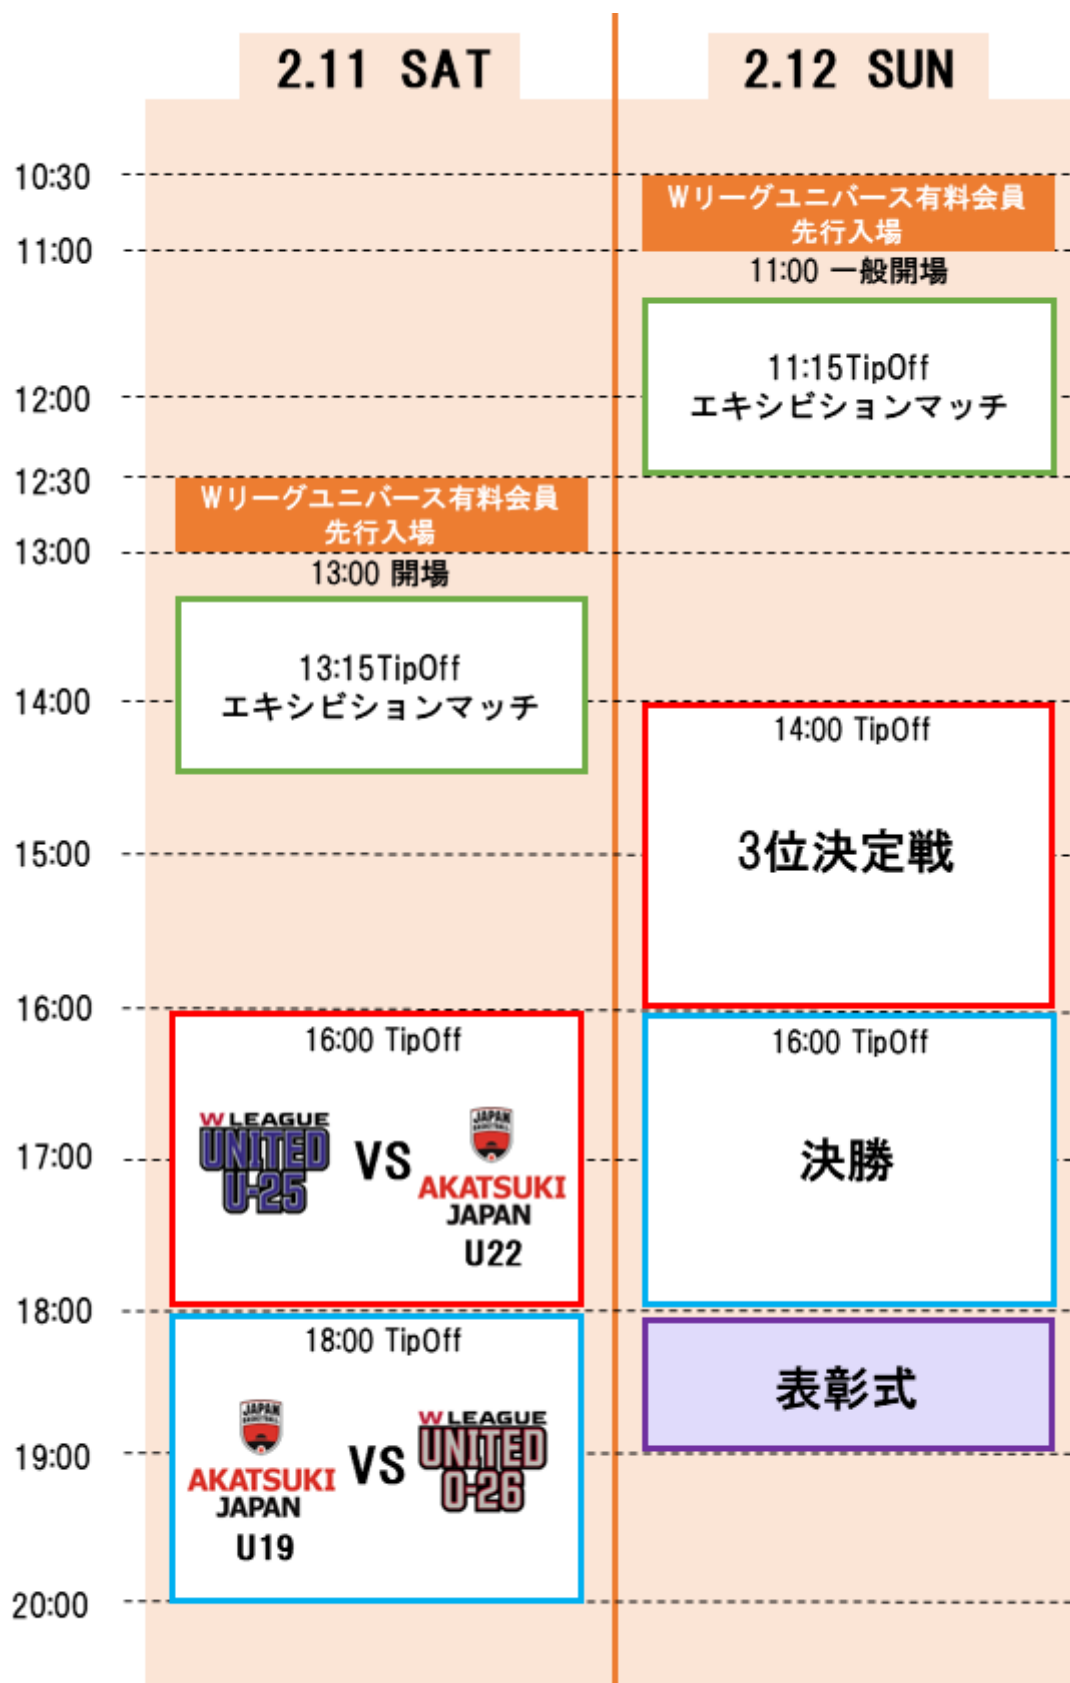 2.11 SAT
2.12 SUN
10:30
11:00
12:00
12:30
13:00
14:00
15:00
16:00
17:00
18:00
19:00
20:00
Wリーグユニバース有料会員
先行入場
13:00 開場
13:15TipOff
エキシビションマッチ
16:00 TipOff
W LEAGUE
UNITED
U-25
VS
JAPAN
BASKETBALL
AKATSUKI
JAPAN
U22
18:00 TipOff
JAPAN
BASKETBALL
AKATSUKI
JAPAN
U19
VS
W LEAGUE
UNITED
O-26
Wリーグユニバース有料会員
先行入場
11:00 一般開場
11:15TipOff
エキシビションマッチ
14:00 TipOff
3位決定戦
16:00 TipOff
決勝
表彰式